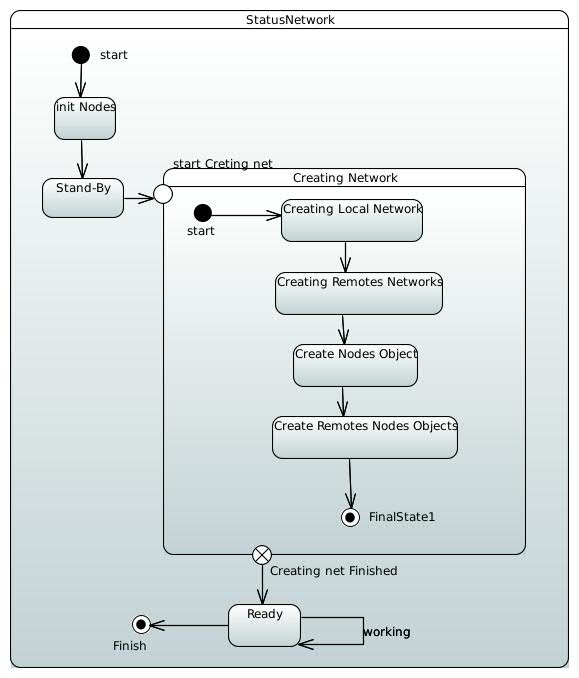 StatusNetwork
start
init Nodes
Stand-By
start Creting net
Creating Network
start
Creating Local Network
Creating Remotes Networks
Create Nodes Object
Create Remotes Nodes Objects
FinalState1
Creating net Finished
Ready
working
Finish